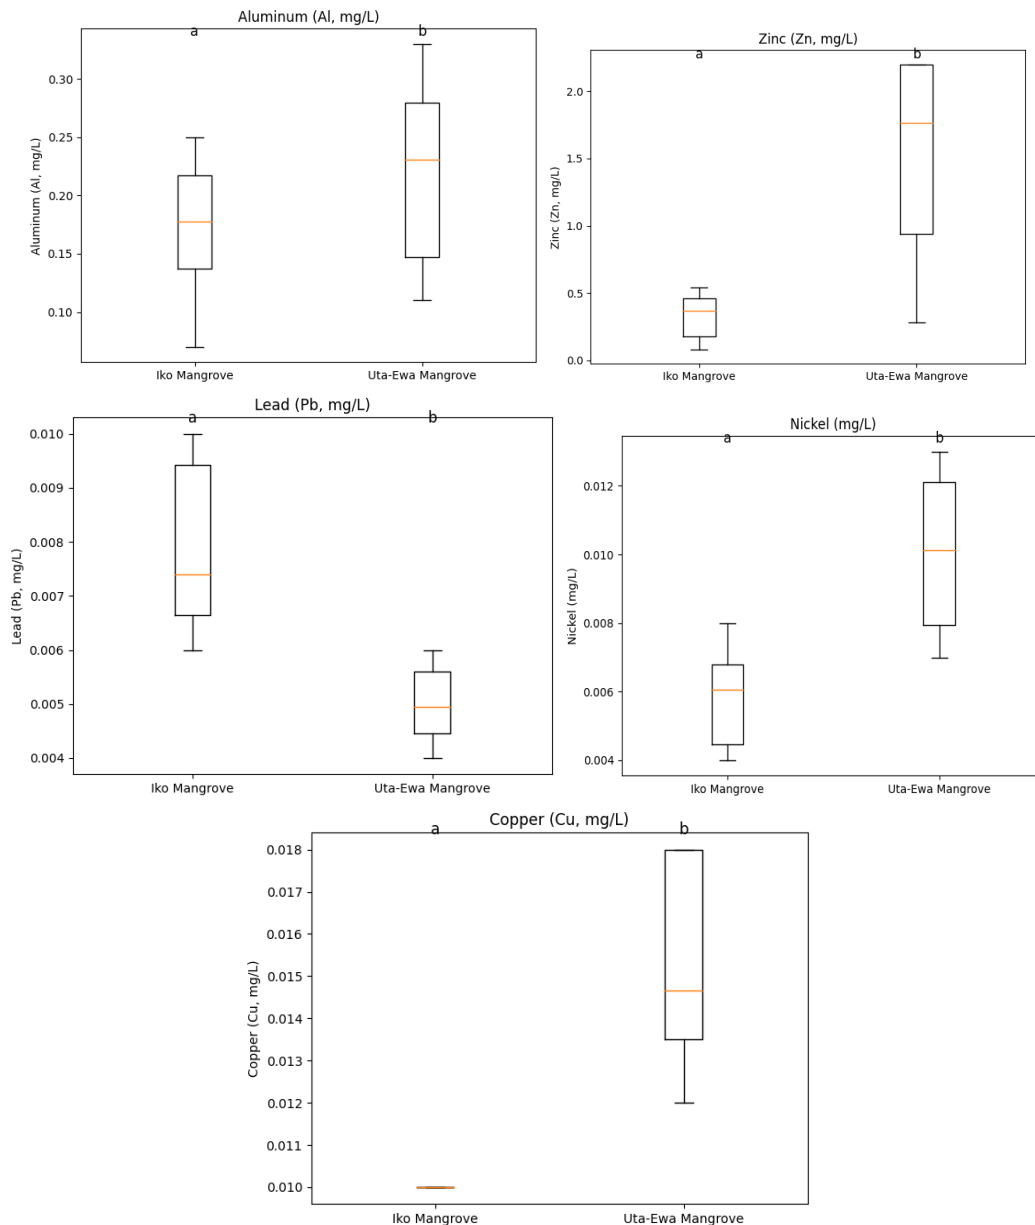 Aluminum (Al, mg/L)
a b
Aluminum (Al, mg/L)
0.30
0.25
0.20
0.15
0.10
Iko Mangrove Uta-Ewa Mangrove
Zinc (Zn, mg/L)
a b
Zinc (Zn, mg/L)
2.0
1.5
1.0
0.5
0.0
Iko Mangrove Uta-Ewa Mangrove
Lead (Pb, mg/L)
a b
Lead (Pb, mg/L)
0.010
0.009
0.008
0.007
0.006
0.005
0.004
Iko Mangrove Uta-Ewa Mangrove
Nickel (mg/L)
a b
Nickel (mg/L)
0.012
0.010
0.008
0.006
0.004
Iko Mangrove Uta-Ewa Mangrove
Copper (Cu, mg/L)
a b
Copper (Cu, mg/L)
0.018
0.017
0.016
0.015
0.014
0.013
0.012
0.011
0.010
Iko Mangrove Uta-Ewa Mangrove